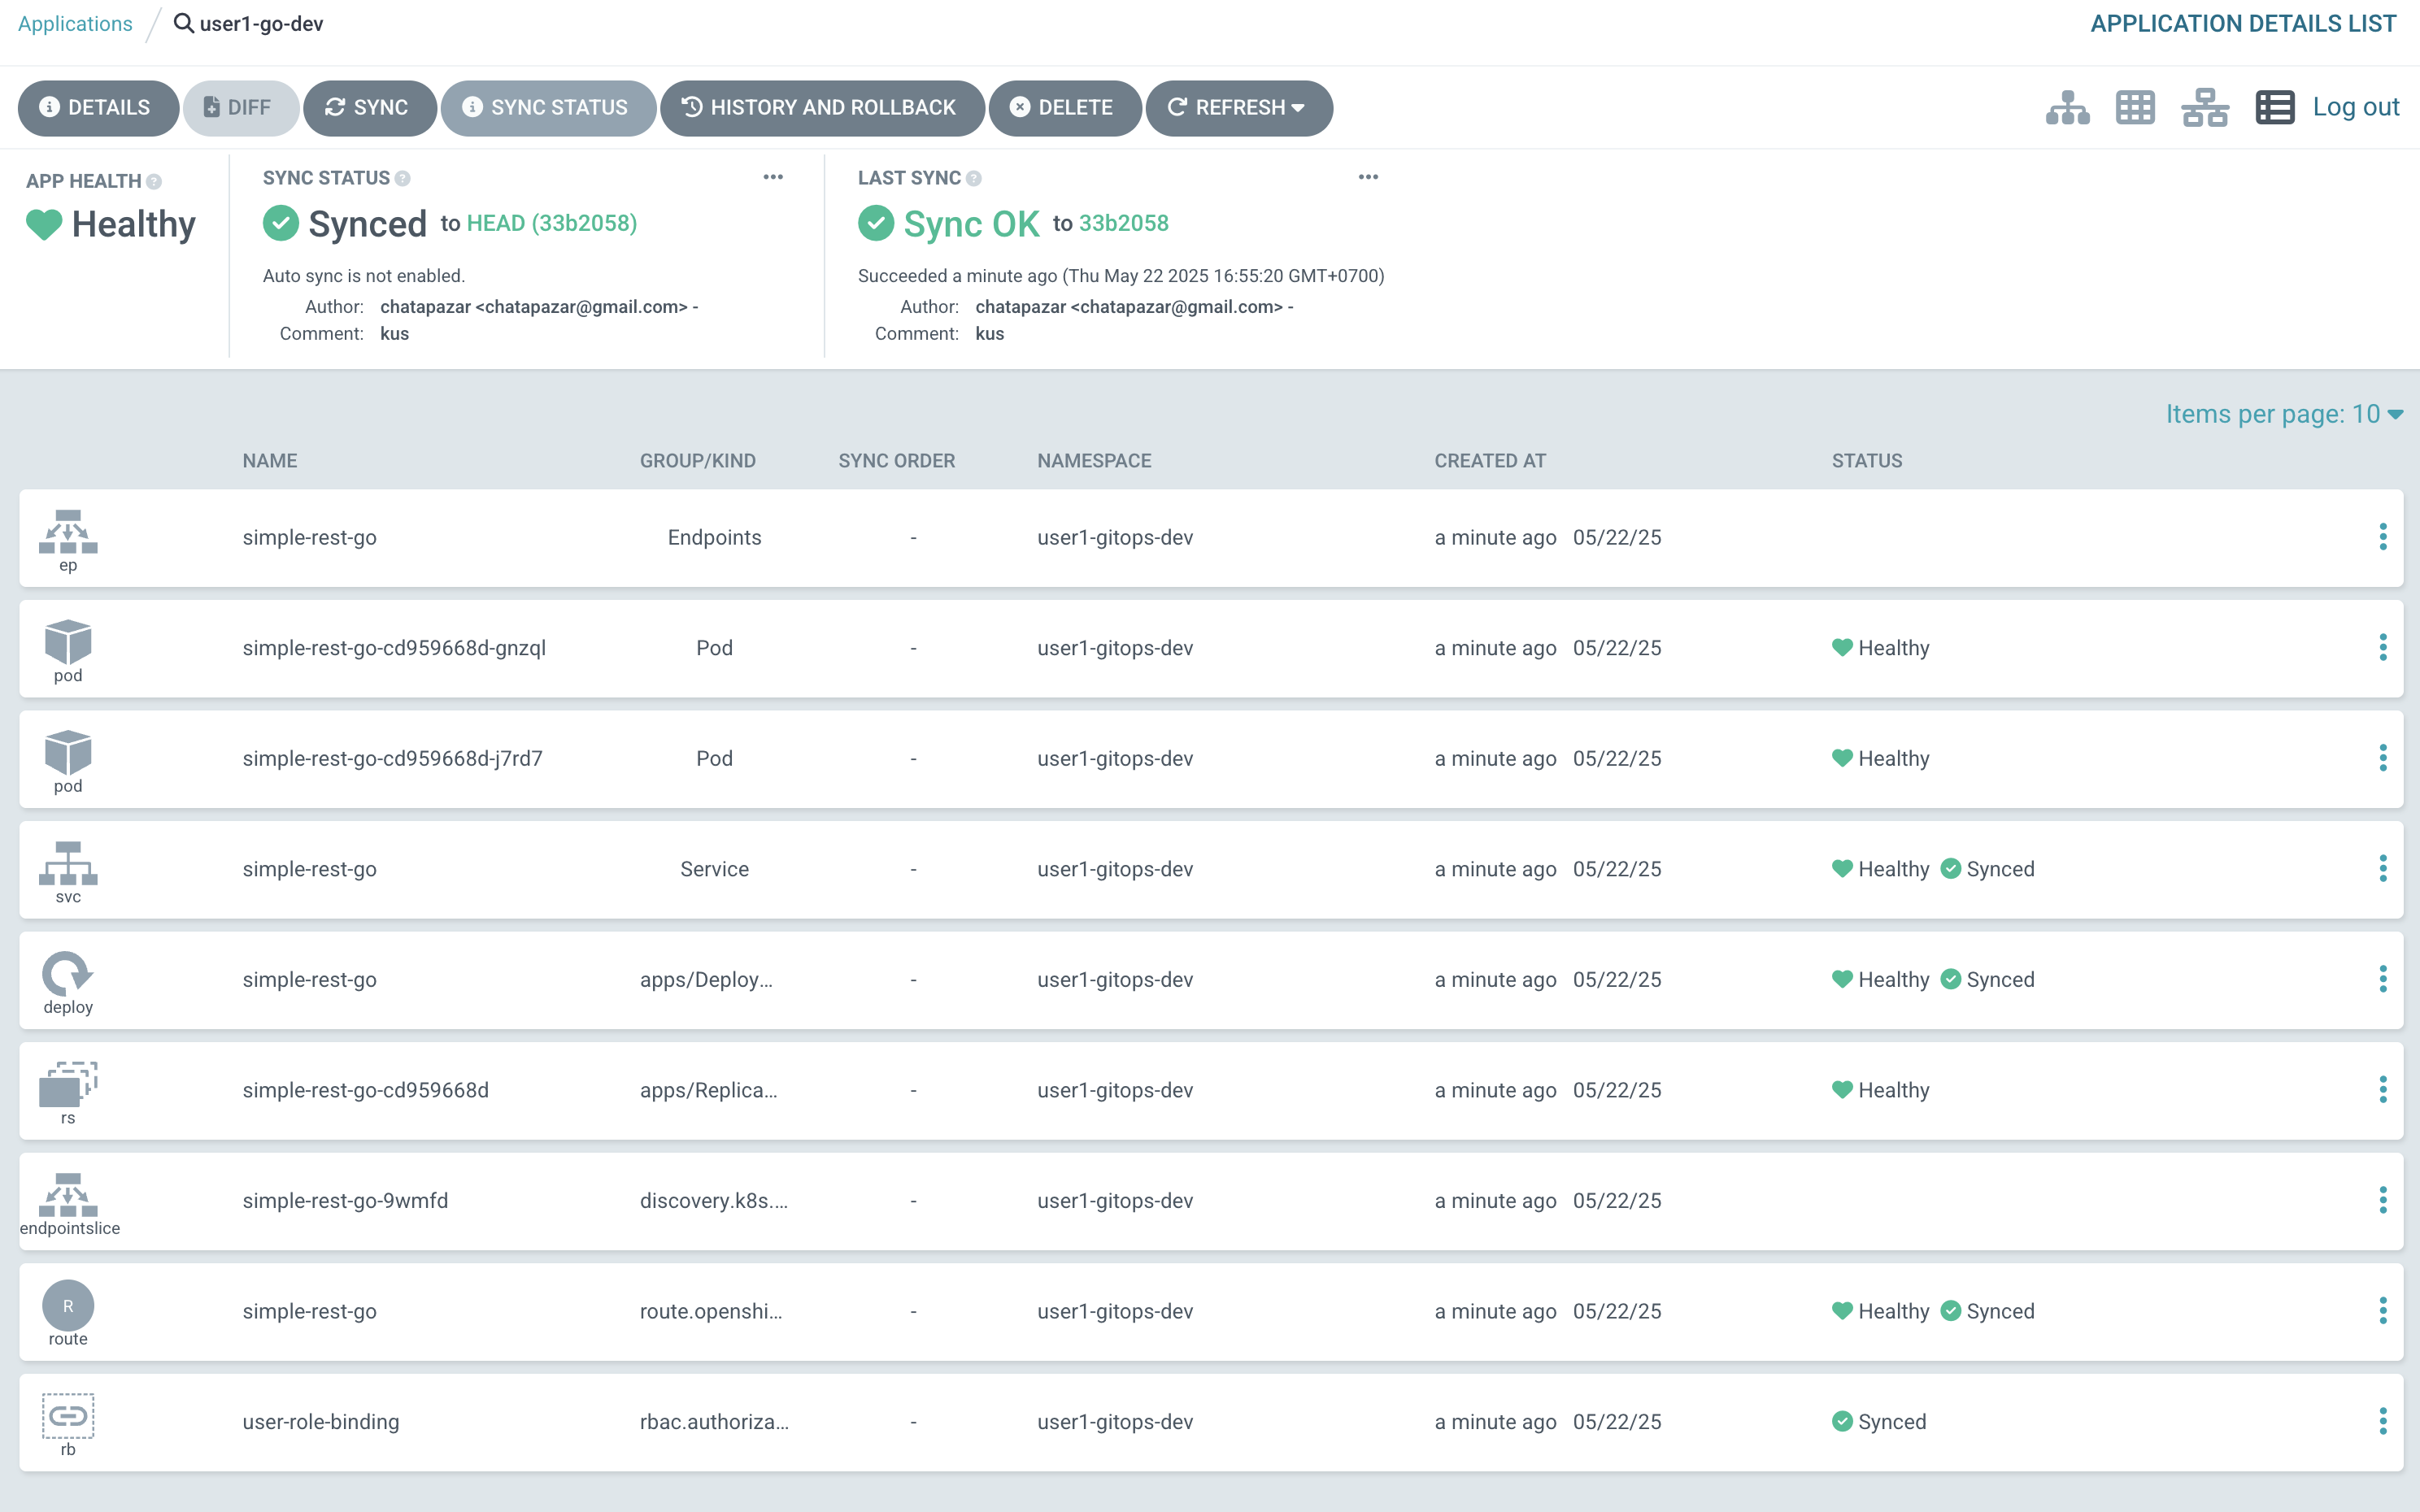 Applications / user1-go-dev
APPLICATION DETAILS LIST
DETAILS DIFF SYNC SYNC STATUS HISTORY AND ROLLBACK DELETE REFRESH Log out
APP HEALTH
Healthy
SYNC STATUS
Synced to HEAD (33b2058)
Auto sync is not enabled.
Author: chatapazar <chatapazar@gmail.com> -
Comment: kus
LAST SYNC
Sync OK to 33b2058
Succeeded a minute ago (Thu May 22 2025 16:55:20 GMT+0700)
Author: chatapazar <chatapazar@gmail.com> -
Comment: kus
Items per page: 10
NAME GROUP/KIND SYNC ORDER NAMESPACE CREATED AT STATUS
ep simple-rest-go Endpoints - user1-gitops-dev a minute ago 05/22/25
pod simple-rest-go-cd959668d-gnzql Pod - user1-gitops-dev a minute ago 05/22/25 Healthy
pod simple-rest-go-cd959668d-j7rd7 Pod - user1-gitops-dev a minute ago 05/22/25 Healthy
svc simple-rest-go Service - user1-gitops-dev a minute ago 05/22/25 Healthy Synced
deploy simple-rest-go apps/Deploy... - user1-gitops-dev a minute ago 05/22/25 Healthy Synced
rs simple-rest-go-cd959668d apps/Replica... - user1-gitops-dev a minute ago 05/22/25 Healthy
endpointslice simple-rest-go-9wmfd discovery.k8s.... - user1-gitops-dev a minute ago 05/22/25
R route simple-rest-go route.openshi... - user1-gitops-dev a minute ago 05/22/25 Healthy Synced
rb user-role-binding rbac.authoriza... - user1-gitops-dev a minute ago 05/22/25 Synced